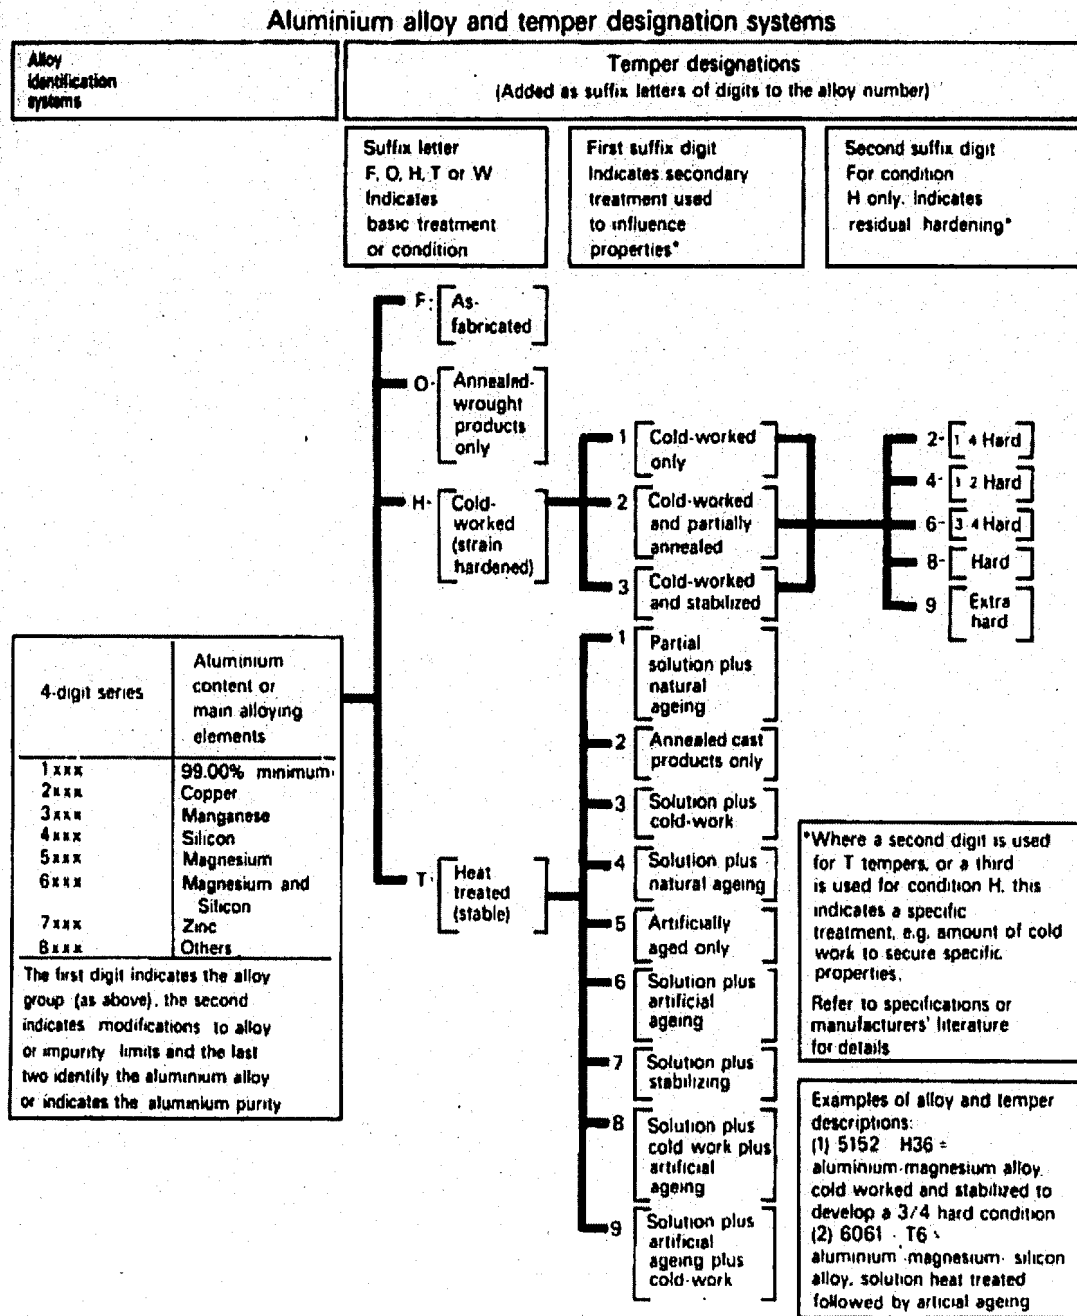 Aluminium alloy and temper designation systems
Alloy
identification
systems
Temper designations
(Added as suffix letters of digits to the alloy number)
Suffix letter
F, O, H, T or W
Indicates
basic treatment
or condition
First suffix digit
Indicates secondary
treatment used
to influence
properties*
Second suffix digit
For condition
H only. Indicates
residual hardening*
F· As-
fabricated
O· Annealed-
wrought
products
only
H· Cold-
worked
(strain
hardened)
1 Cold-worked
only
2 Cold-worked
and partially
annealed
3 Cold-worked
and stabilized
2- 1 4 Hard
4- 1 2 Hard
6- 3 4 Hard
8- Hard
9 Extra
hard
4-digit series
Aluminium
content or
main alloying
elements
1xxx 99.00% minimum
2xxx Copper
3xxx Manganese
4xxx Silicon
5xxx Magnesium
6xxx Magnesium and
Silicon
7xxx Zinc
8xxx Others
The first digit indicates the alloy
group (as above), the second
indicates modifications to alloy
or impurity limits and the last
two identify the aluminium alloy
or indicates the aluminium purity
T· Heat
treated
(stable)
1 Partial
solution plus
natural
ageing
2 Annealed cast
products only
3 Solution plus
cold-work
4 Solution plus
natural ageing
5 Artificially
aged only
6 Solution plus
artificial
ageing
7 Solution plus
stabilizing
8 Solution plus
cold work plus
artificial
ageing
9 Solution plus
artificial
ageing plus
cold-work
*Where a second digit is used
for T tempers, or a third
is used for condition H, this
indicates a specific
treatment, e.g. amount of cold
work to secure specific
properties.
Refer to specifications or
manufacturers' literature
for details
Examples of alloy and temper
descriptions:
(1) 5152 H36 =
aluminium-magnesium alloy,
cold worked and stabilized to
develop a 3/4 hard condition
(2) 6061 · T6 ·
aluminium magnesium· silicon
alloy, solution heat treated
followed by articial ageing